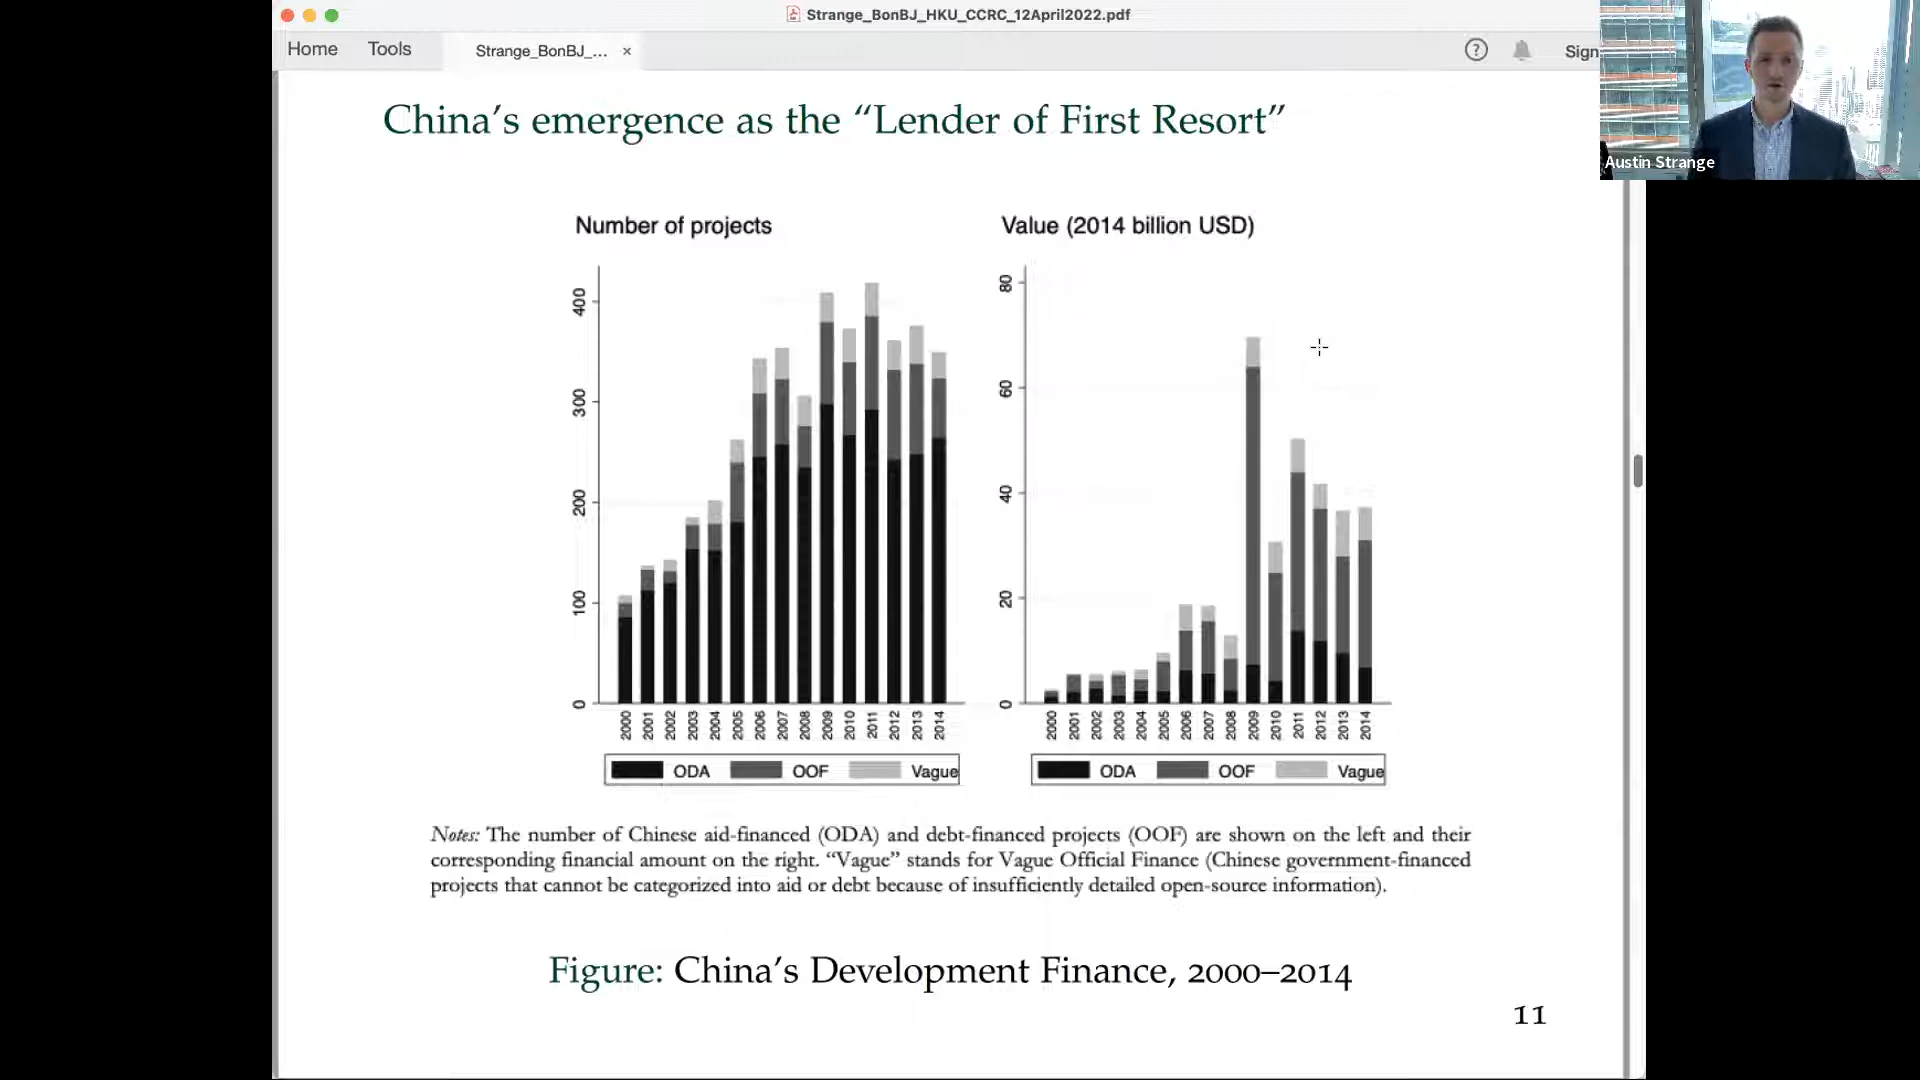 Strange_BonBJ_HKU_CCRC_12April2022.pdf
Home Tools Strange_BonBJ_... × ? Sign
Austin Strange
China's emergence as the “Lender of First Resort”
Number of projects
400
300
200
100
0
2000 2001 2002 2003 2004 2005 2006 2007 2008 2009 2010 2011 2012 2013 2014
ODA OOF Vague
Value (2014 billion USD)
80
60
40
20
0
2000 2001 2002 2003 2004 2005 2006 2007 2008 2009 2010 2011 2012 2013 2014
ODA OOF Vague
Notes: The number of Chinese aid-financed (ODA) and debt-financed projects (OOF) are shown on the left and their
corresponding financial amount on the right. “Vague” stands for Vague Official Finance (Chinese government-financed
projects that cannot be categorized into aid or debt because of insufficiently detailed open-source information).
Figure: China's Development Finance, 2000–2014
11